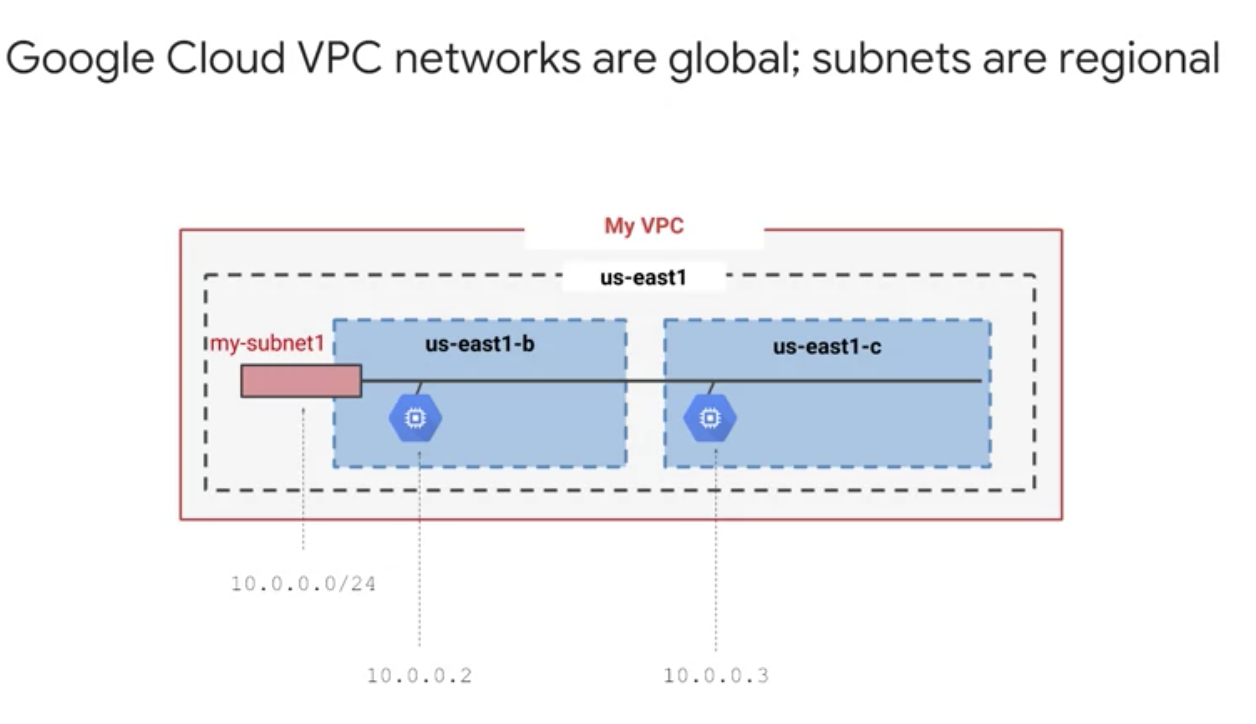 Google Cloud VPC networks are global; subnets are regional
My VPC
us-east1
my-subnet1
us-east1-b
us-east1-c
10.0.0.0/24
10.0.0.2
10.0.0.3